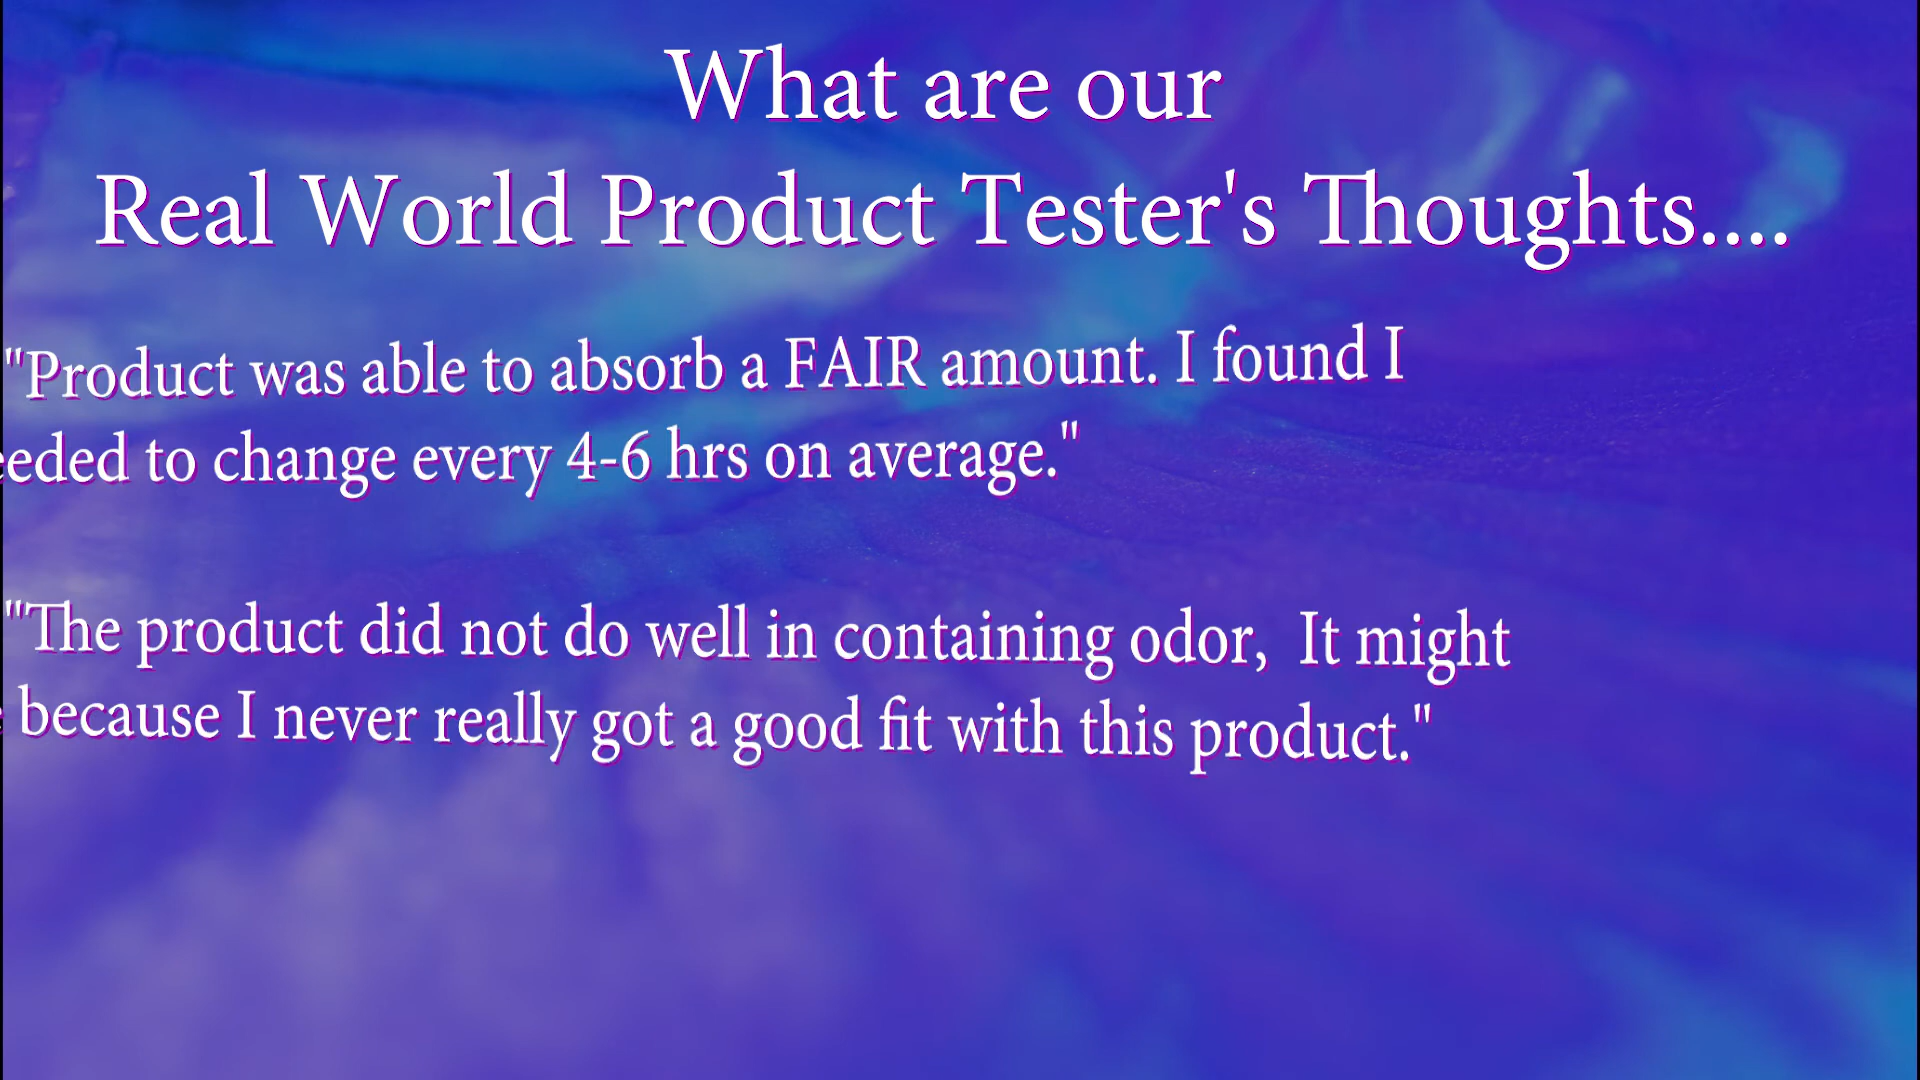 What are our
Real World Product Tester's Thoughts....
"Product was able to absorb a FAIR amount. I found I
eeded to change every 4-6 hrs on average."
"The product did not do well in containing odor,  It might
because I never really got a good fit with this product."